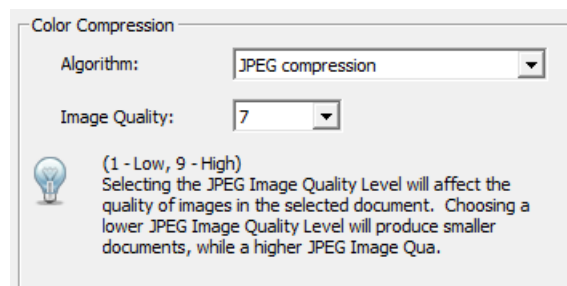 Color Compression
Algorithm: JPEG compression
Image Quality: 7
(1 - Low, 9 - High)
Selecting the JPEG Image Quality Level will affect the
quality of images in the selected document.  Choosing a
lower JPEG Image Quality Level will produce smaller
documents, while a higher JPEG Image Qua.